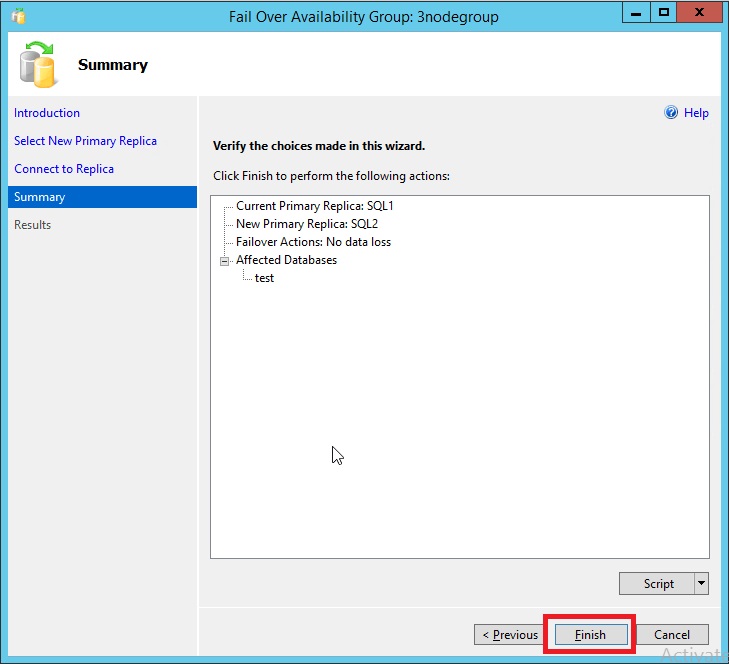 Fail Over Availability Group: 3nodegroup
Summary
Introduction
Select New Primary Replica
Connect to Replica
Summary
Results
Help
Verify the choices made in this wizard.
Click Finish to perform the following actions:
Current Primary Replica: SQL1
New Primary Replica: SQL2
Failover Actions: No data loss
Affected Databases
test
Script
< Previous
Finish
Cancel
Activat